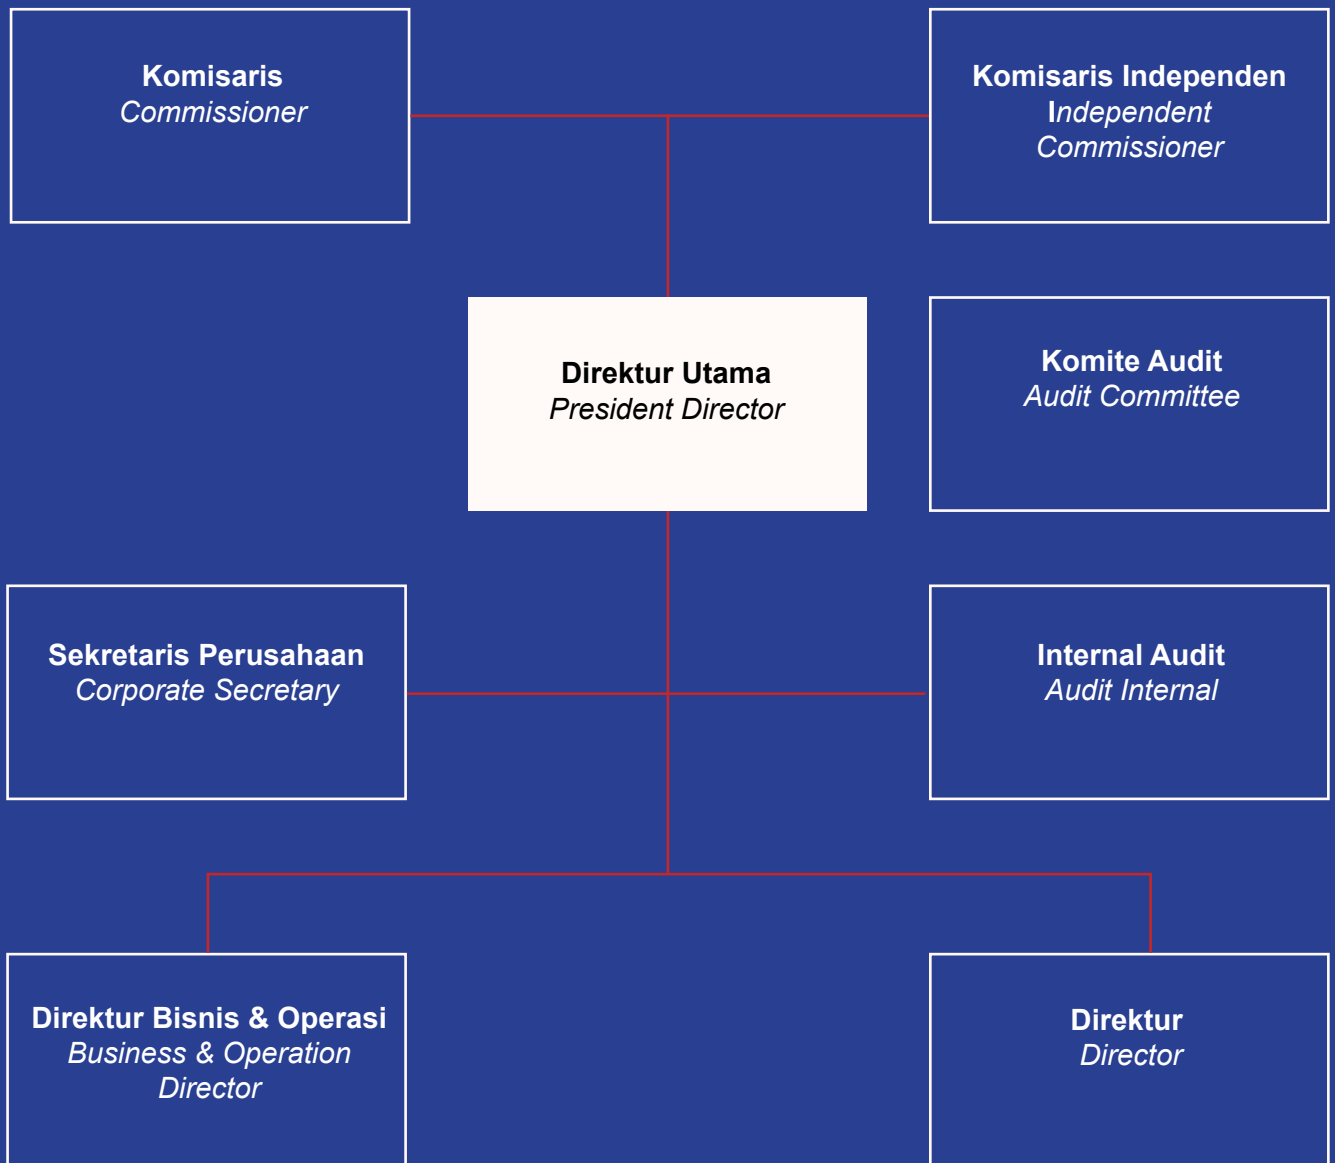 Komisaris
Commissioner
Komisaris Independen
Independent
Commissioner
Direktur Utama
President Director
Komite Audit
Audit Committee
Sekretaris Perusahaan
Corporate Secretary
Internal Audit
Audit Internal
Direktur Bisnis & Operasi
Business & Operation
Director
Direktur
Director